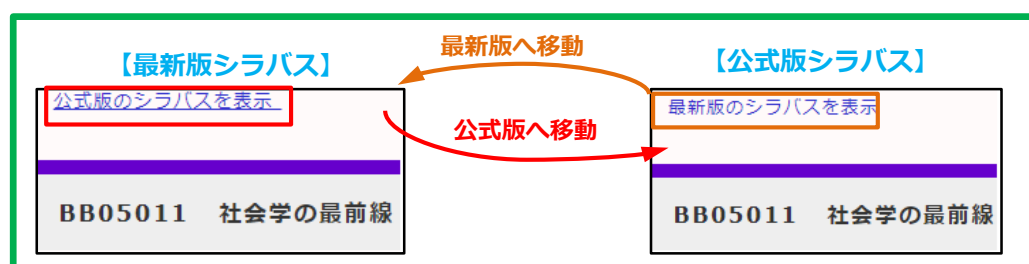 最新版へ移動
【最新版シラバス】
【公式版シラバス】
公式版のシラバスを表示
最新版のシラバスを表示
公式版へ移動
BB05011 社会学の最前線
BB05011 社会学の最前線